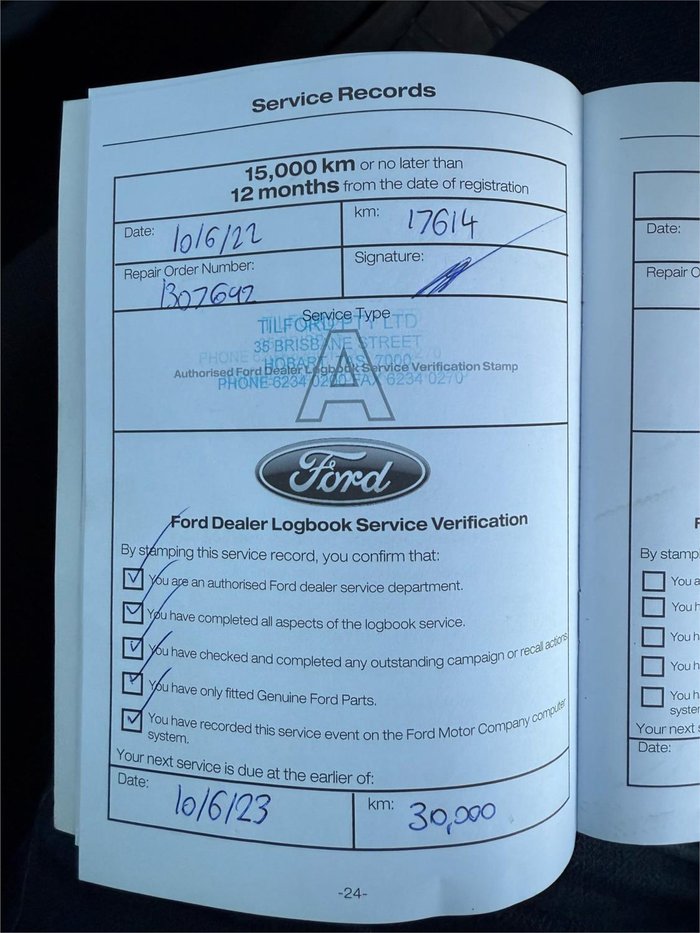 Service Records
15,000 km or no later than
12 months from the date of registration
Date: 10/6/22
km: 17614
Repair Order Number:
1307642
Signature:
Service Type
A
TILFORD PTY LTD
35 BRISBANE STREET
HOBART TAS 7000
Authorised Ford Dealer Logbook Service Verification Stamp
PHONE 6234 0200 FAX 6234 0270
Ford
Ford Dealer Logbook Service Verification
By stamping this service record, you confirm that:
You are an authorised Ford dealer service department.
You have completed all aspects of the logbook service.
You have checked and completed any outstanding campaign or recall actions
You have only fitted Genuine Ford Parts.
You have recorded this service event on the Ford Motor Company computer
system.
Your next service is due at the earlier of:
Date: 10/6/23
km: 30,000
-24-
Date:
Repair O
F
By stamp
You a
You h
You h
You h
You h
system
Your next s
Date: